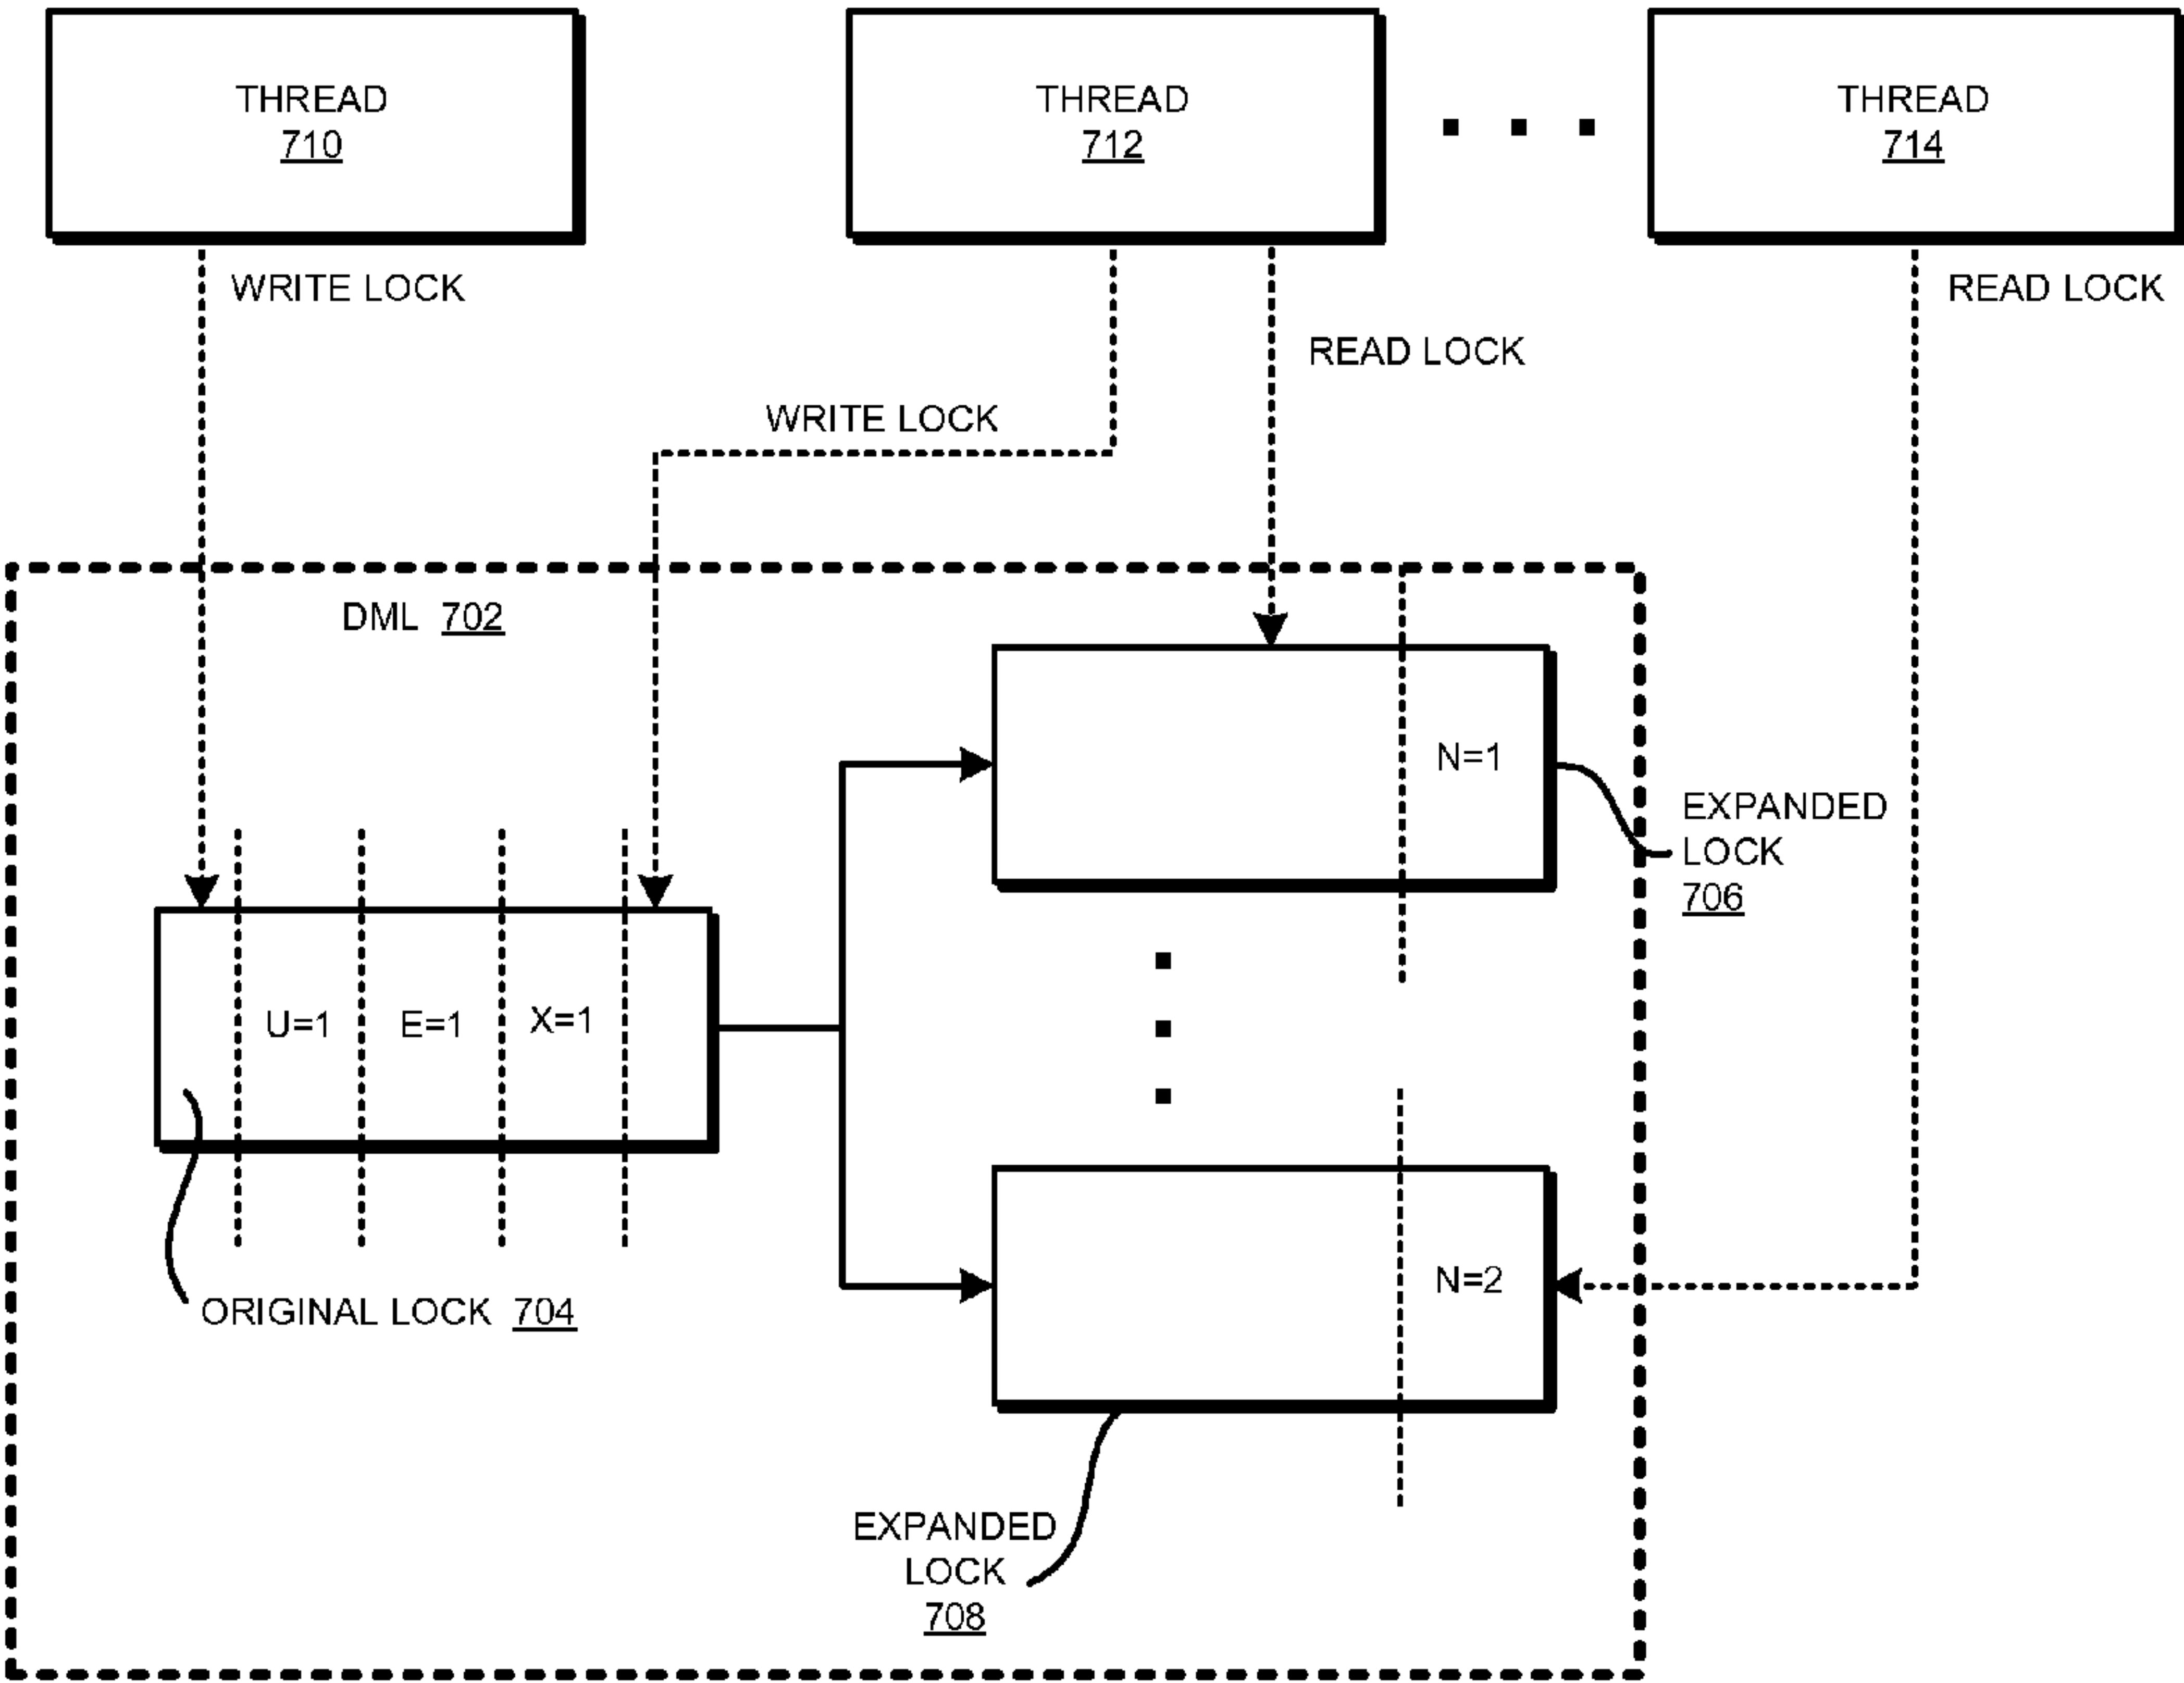 THREAD
710
THREAD
712
THREAD
714
WRITE LOCK
READ LOCK
READ LOCK
WRITE LOCK
DML 702
N=1
EXPANDED
LOCK
706
U=1
E=1
X=1
N=2
ORIGINAL LOCK 704
EXPANDED
LOCK
708